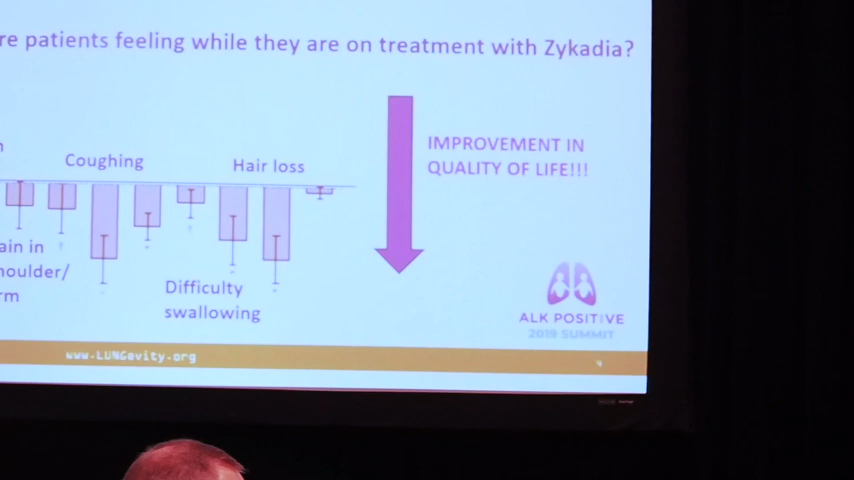 re patients feeling while they are on treatment with Zykadia?
IMPROVEMENT IN
QUALITY OF LIFE!!!
Coughing
Hair loss
ain in
houlder/
rm
Difficulty
swallowing
ALK POSITIVE
2019 SUMMIT
www.LUNGevity.org